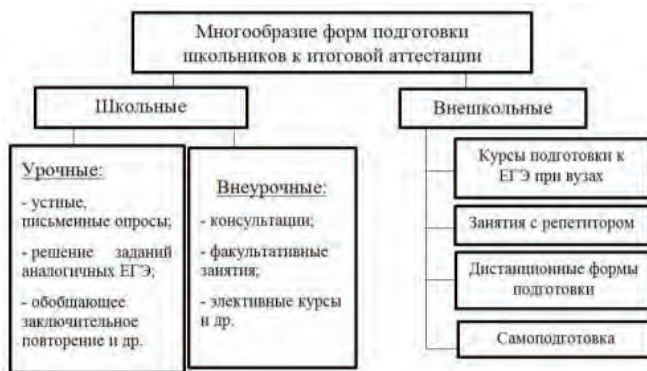 Многообразие форм подготовки
школьников к итоговой аттестации
Школьные
Внешкольные
Урочные:
- устные,
письменные опросы;
- решение заданий
аналогичных ЕГЭ;
- обобщающее
заключительное
повторение и др.
Внеурочные:
- консультации;
- факультативные
занятия;
- элективные курсы
и др.
Курсы подготовки к
ЕГЭ при вузах
Занятия с репетитором
Дистанционные формы
подготовки
Самоподготовка